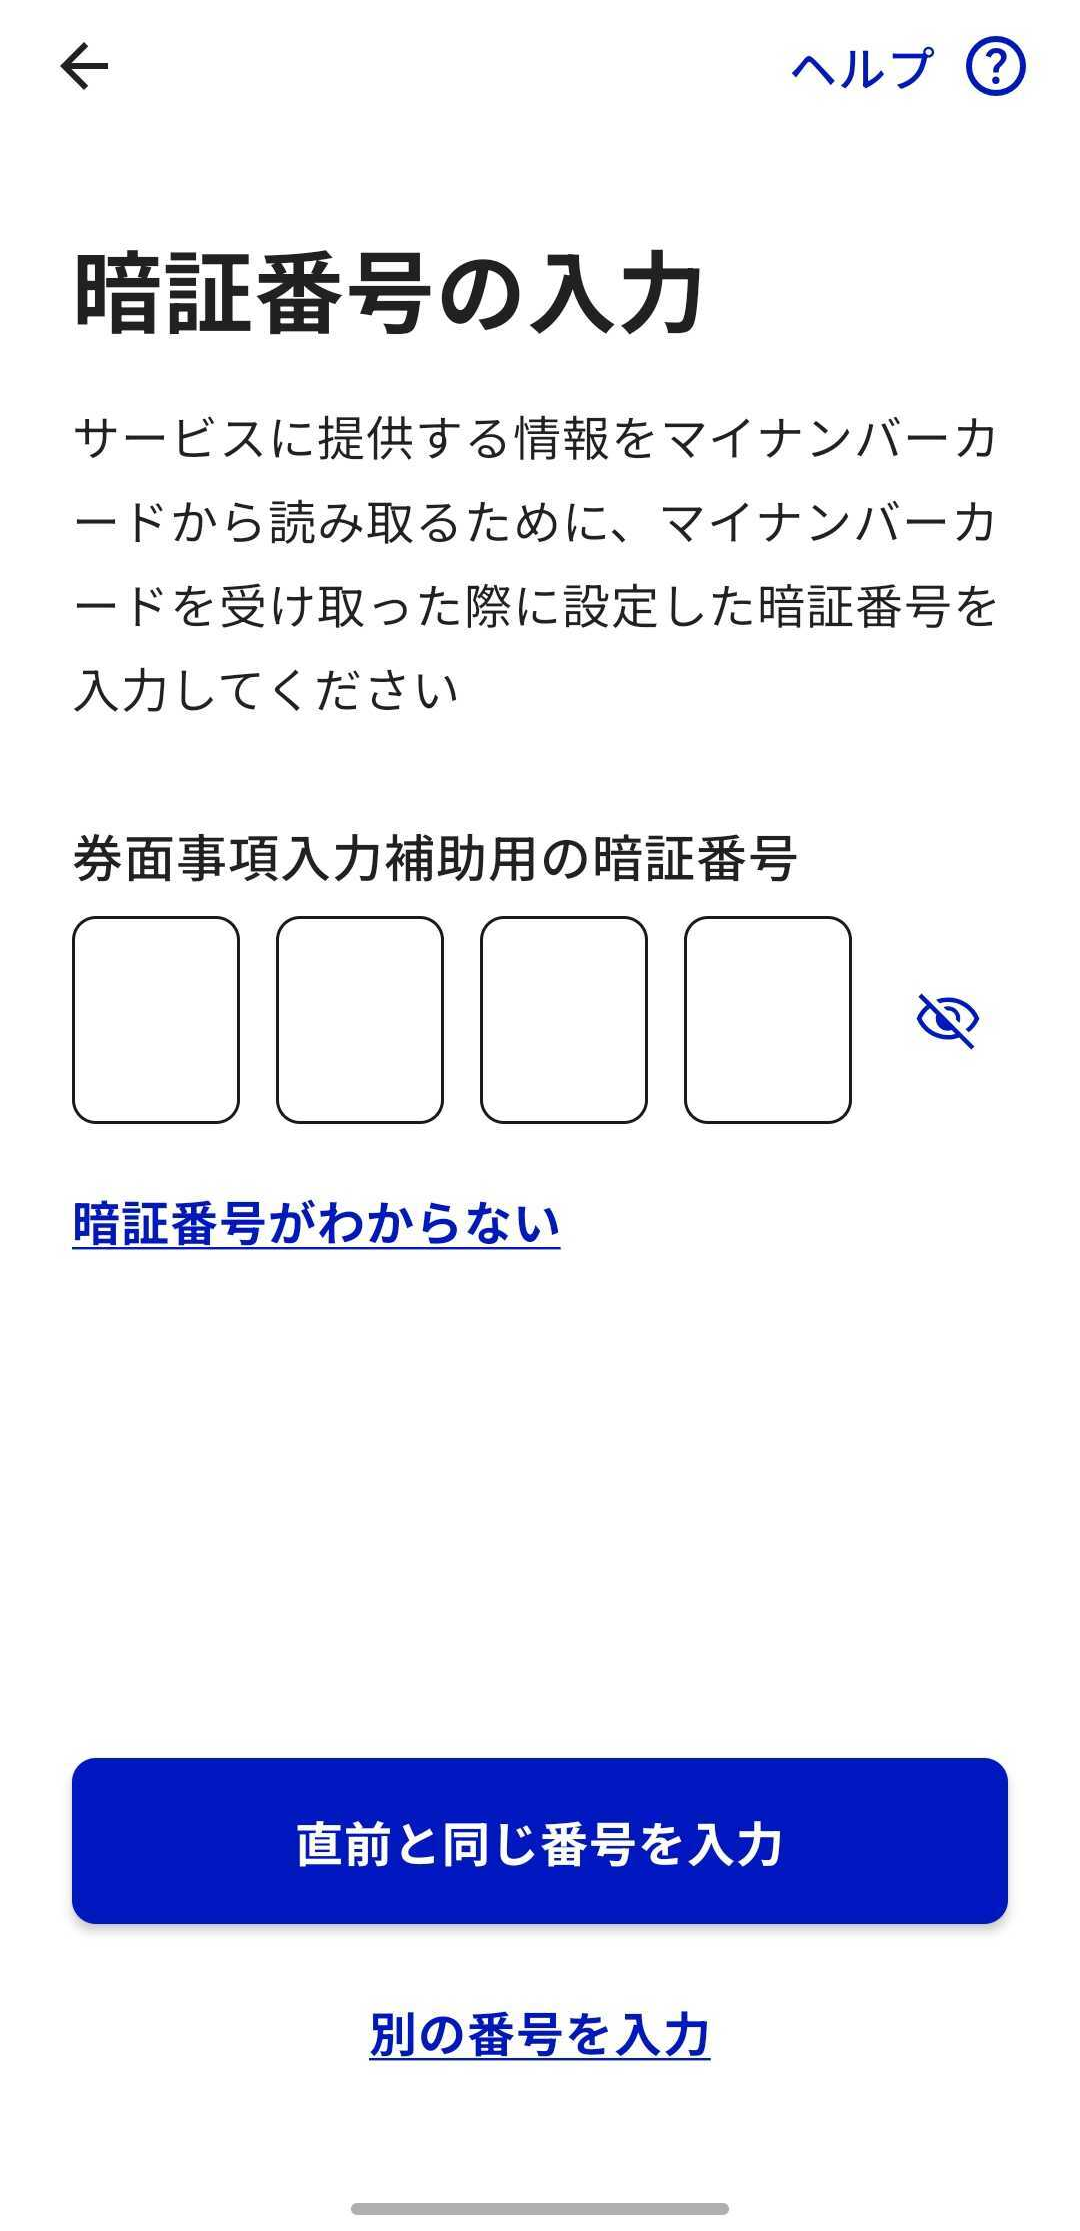 ヘルプ
暗証番号の入力
サービスに提供する情報をマイナンバーカ
ードから読み取るために、マイナンバーカ
ードを受け取った際に設定した暗証番号を
入力してください
券面事項入力補助用の暗証番号
暗証番号がわからない
直前と同じ番号を入力
別の番号を入力